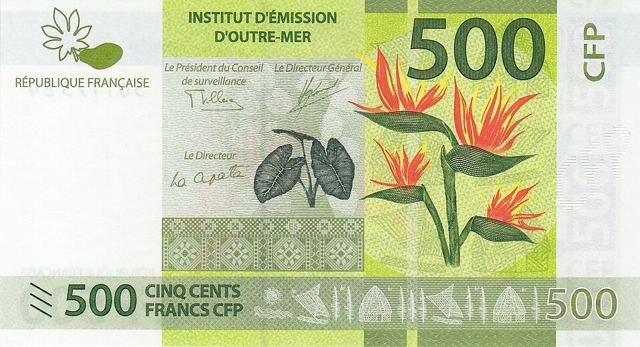 INSTITUT D'ÉMISSION
D'OUTRE-MER
500
CFP
RÉPUBLIQUE FRANÇAISE
Le Président du Conseil
de surveillance
Le Directeur Général
Le Directeur
500
CINQ CENTS
FRANCS CFP
500